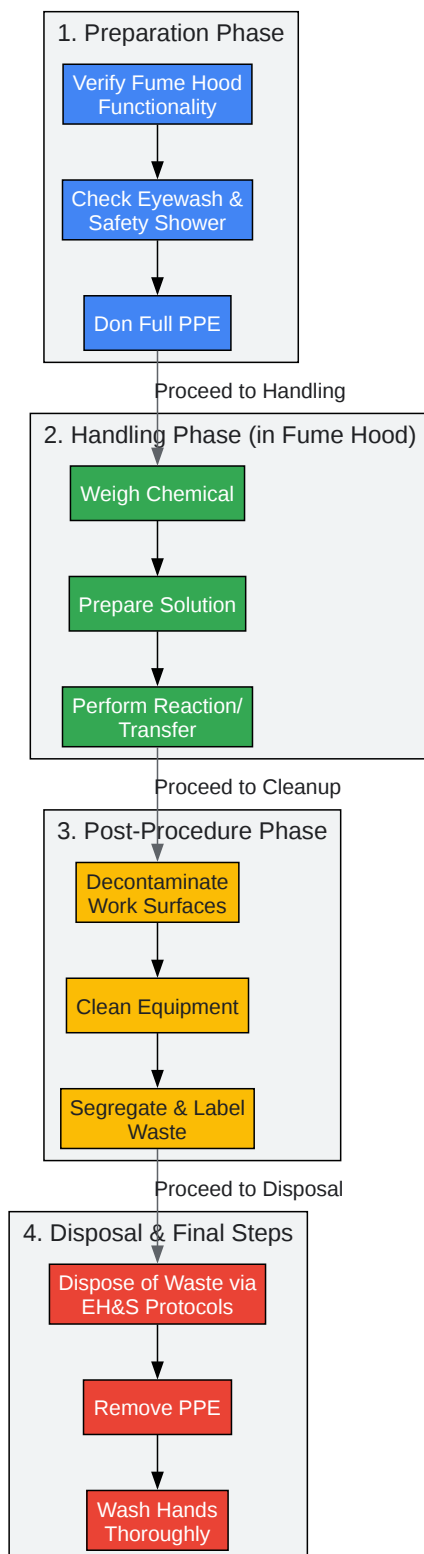 1. Preparation Phase
Verify Fume Hood
Functionality
Check Eyewash &
Safety Shower
Don Full PPE
Proceed to Handling
2. Handling Phase (in Fume Hood)
Weigh Chemical
Prepare Solution
Perform Reaction/
Transfer
Proceed to Cleanup
3. Post-Procedure Phase
Decontaminate
Work Surfaces
Clean Equipment
Segregate & Label
Waste
Proceed to Disposal
4. Disposal & Final Steps
Dispose of Waste via
EH&S Protocols
Remove PPE
Wash Hands
Thoroughly